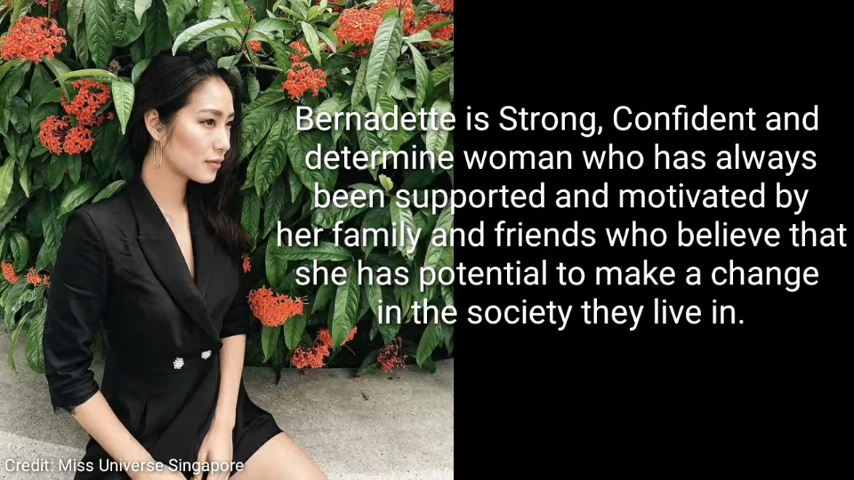 Bernadette is Strong, Confident and
determine woman who has always
been supported and motivated by
her family and friends who believe that
she has potential to make a change
in the society they live in.
Credit: Miss Universe Singapore